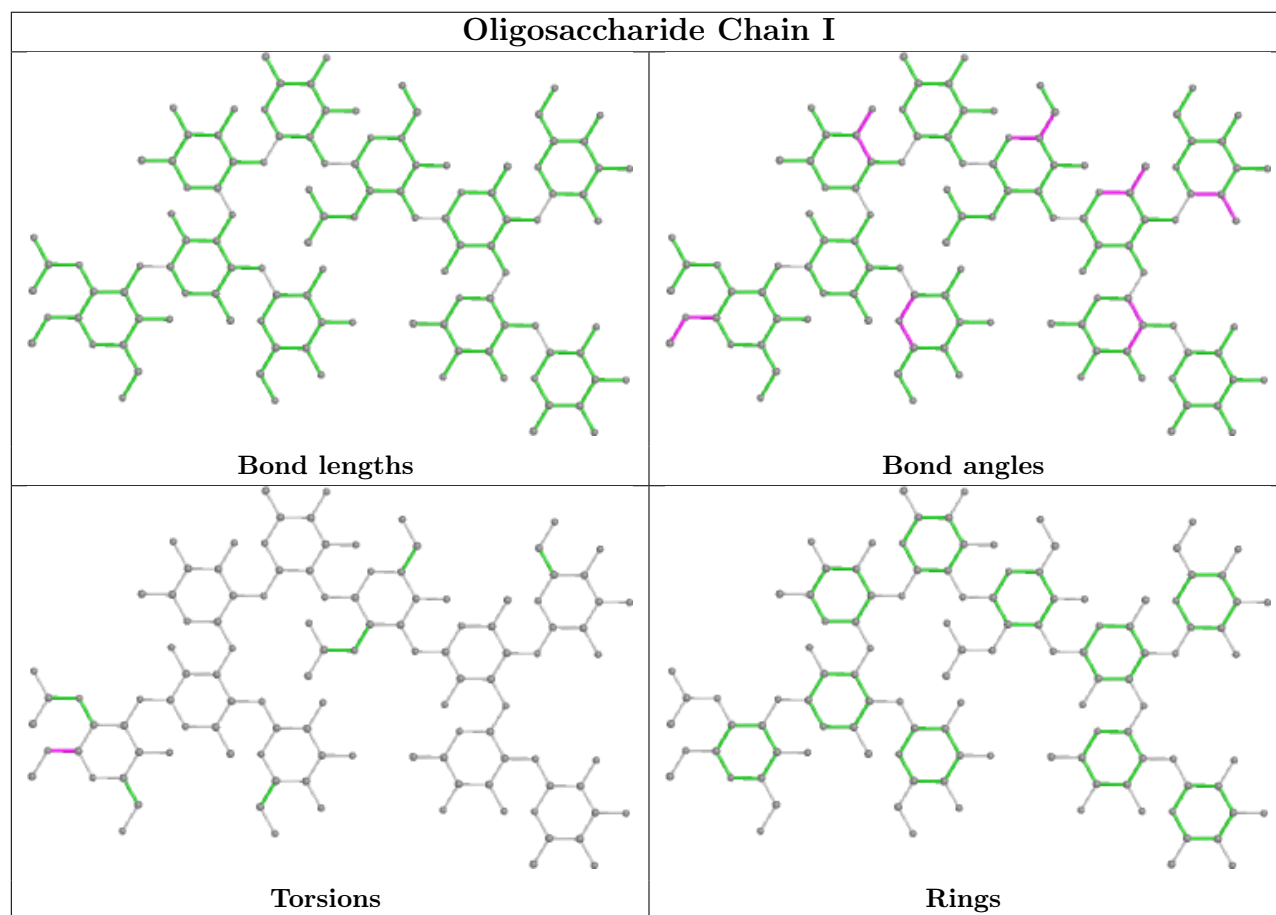 Oligosaccharide Chain I
Bond lengths
Bond angles
Torsions
Rings